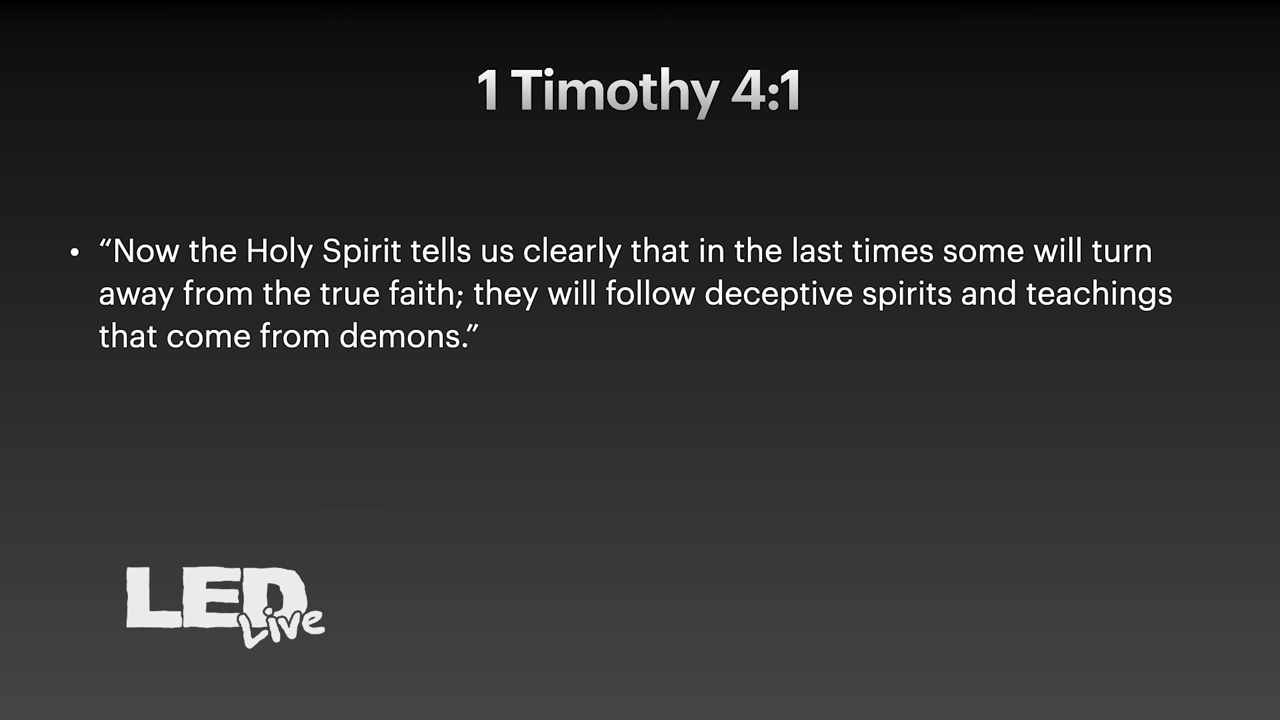 1 Timothy 4:1
• “Now the Holy Spirit tells us clearly that in the last times some will turn
away from the true faith; they will follow deceptive spirits and teachings
that come from demons.”
LED
Live